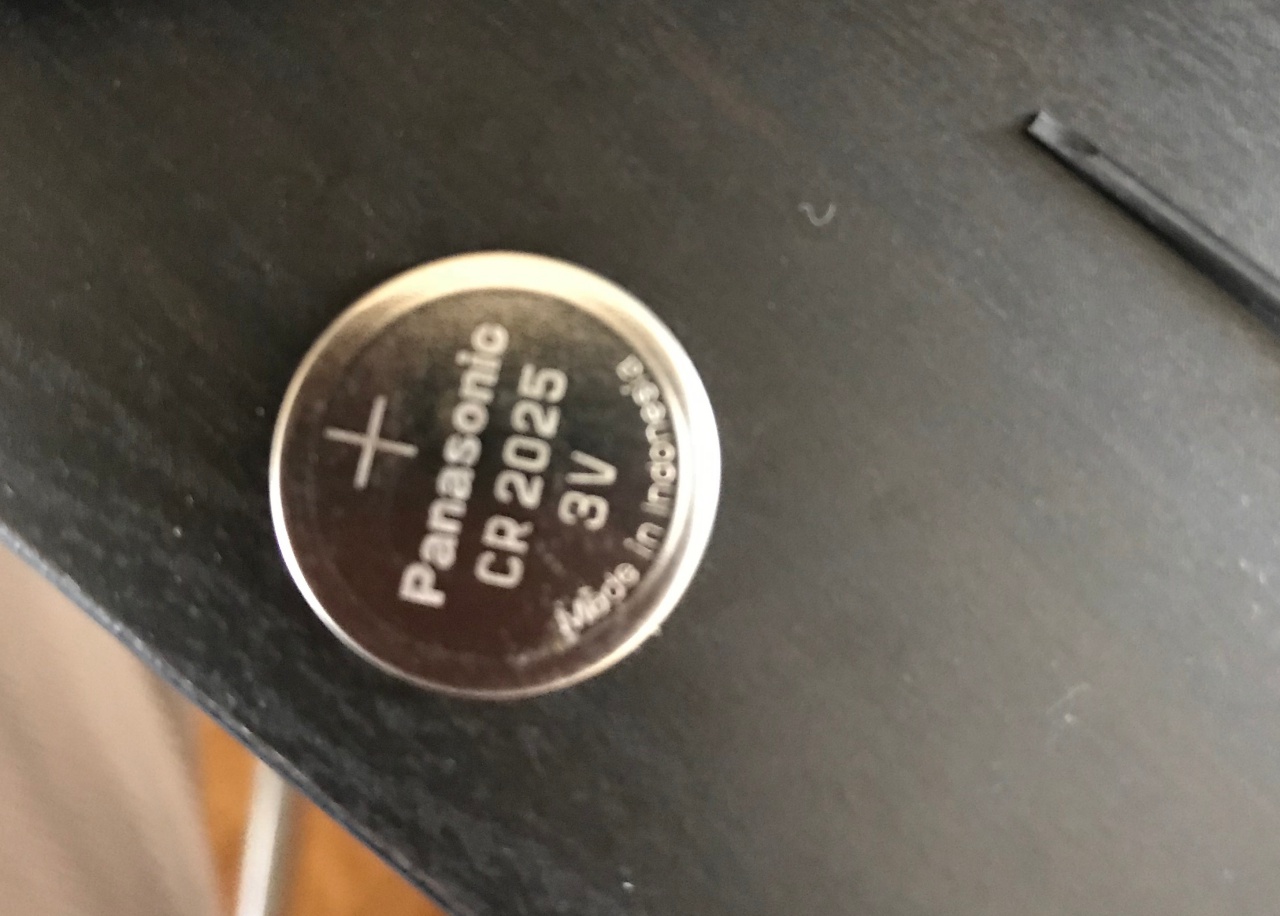 +
Panasonic
CR 2025
3V
Made in Indonesia